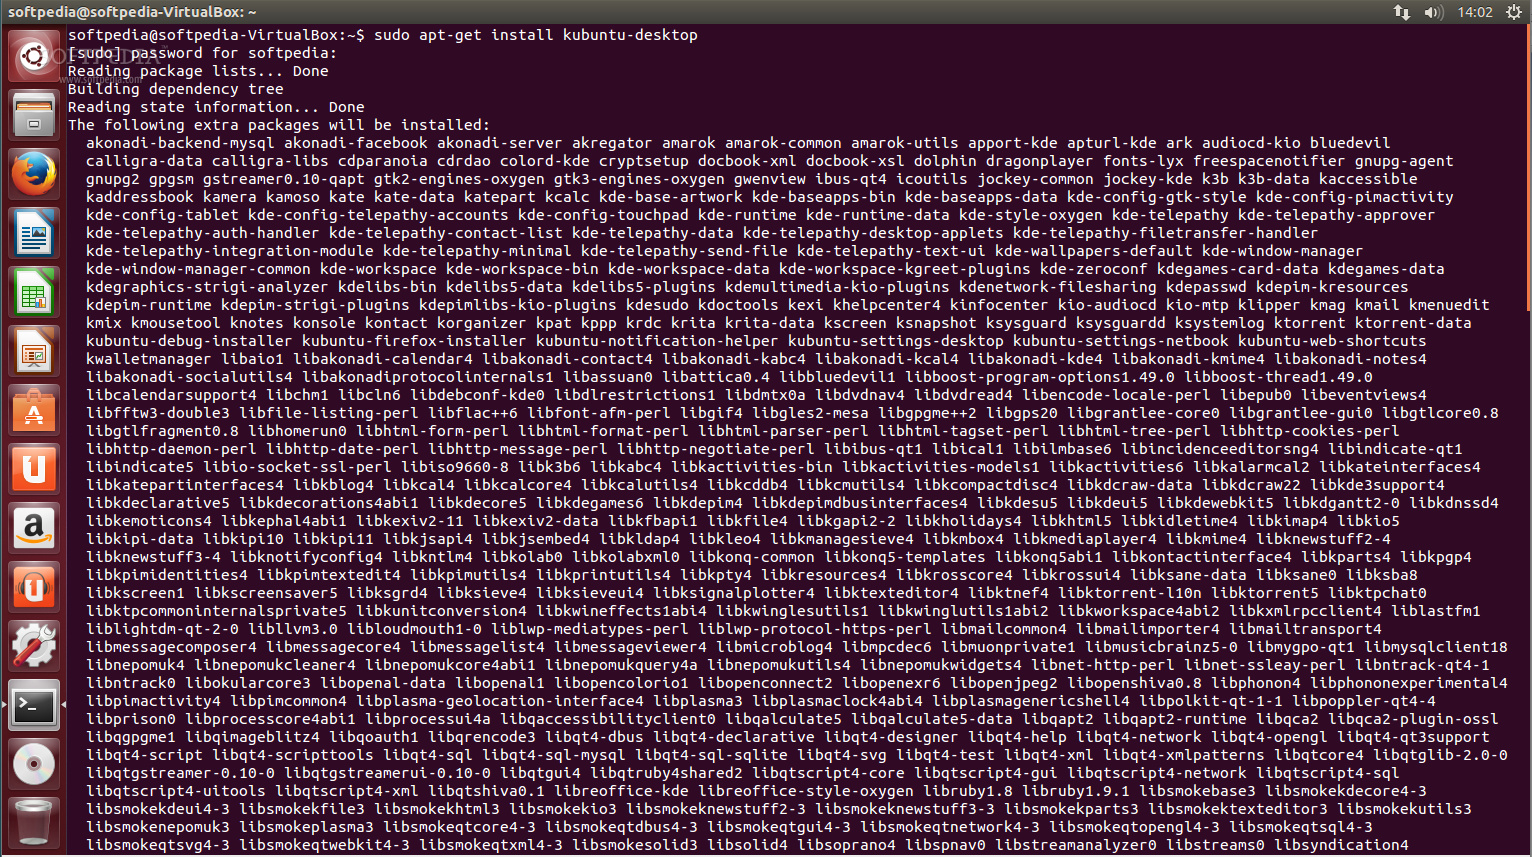 softpedia@softpedia-VirtualBox: ~
14:02
softpedia@softpedia-VirtualBox:~$ sudo apt-get install kubuntu-desktop
[sudo] password for softpedia:
SOFTPEDIA
Reading package lists... Done
www.softpedia.com
Building dependency tree
Reading state information... Done
The following extra packages will be installed:
akonadi-backend-mysql akonadi-facebook akonadi-server akregator amarok amarok-common amarok-utils apport-kde apturl-kde ark audiocd-kio bluedevil
calligra-data calligra-libs cdparanoia cdrdao colord-kde cryptsetup docbook-xml docbook-xsl dolphin dragonplayer fonts-lyx freespacenotifier gnupg-agent
gnupg2 gpgsm gstreamer0.10-qapt gtk2-engines-oxygen gtk3-engines-oxygen gwenview ibus-qt4 icoutils jockey-common jockey-kde k3b k3b-data kaccessible
kaddressbook kamera kamoso kate kate-data katepart kcalc kde-base-artwork kde-baseapps-bin kde-baseapps-data kde-config-gtk-style kde-config-pimactivity
kde-config-tablet kde-config-telepathy-accounts kde-config-touchpad kde-runtime kde-runtime-data kde-style-oxygen kde-telepathy kde-telepathy-approver
kde-telepathy-auth-handler kde-telepathy-contact-list kde-telepathy-data kde-telepathy-desktop-applets kde-telepathy-filetransfer-handler
kde-telepathy-integration-module kde-telepathy-minimal kde-telepathy-send-file kde-telepathy-text-ui kde-wallpapers-default kde-window-manager
kde-window-manager-common kde-workspace kde-workspace-bin kde-workspace-data kde-workspace-kgreet-plugins kde-zeroconf kdegames-card-data kdegames-data
kdegraphics-strigi-analyzer kdelibs-bin kdelibs5-data kdelibs5-plugins kdemultimedia-kio-plugins kdenetwork-filesharing kdepasswd kdepim-kresources
kdepim-runtime kdepim-strigi-plugins kdepimlibs-kio-plugins kdesudo kdoctools kexi khelpcenter4 kinfocenter kio-audiocd kio-mtp klipper kmag kmail kmenuedit
kmix kmousetool knotes konsole kontact korganizer kpat kppp krdc krita krita-data kscreen ksnapshot ksysguard ksysguardd ksystemlog ktorrent ktorrent-data
kubuntu-debug-installer kubuntu-firefox-installer kubuntu-notification-helper kubuntu-settings-desktop kubuntu-settings-netbook kubuntu-web-shortcuts
kwalletmanager libaio1 libakonadi-calendar4 libakonadi-contact4 libakonadi-kabc4 libakonadi-kcal4 libakonadi-kde4 libakonadi-kmime4 libakonadi-notes4
libakonadi-socialutils4 libakonadiprotocolinternals1 libassuan0 libattica0.4 libbluedevil1 libboost-program-options1.49.0 libboost-thread1.49.0
libcalendarsupport4 libchm1 libcln6 libdebconf-kde0 libdlrestrictions1 libdmtx0a libdvdnav4 libdvdread4 libencode-locale-perl libepub0 libeventviews4
libfftw3-double3 libfile-listing-perl libflac++6 libfont-afm-perl libgif4 libgles2-mesa libgpgme++2 libgps20 libgrantlee-core0 libgrantlee-gui0 libgtlcore0.8
libgtlfragment0.8 libhomerun0 libhtml-form-perl libhtml-format-perl libhtml-parser-perl libhtml-tagset-perl libhtml-tree-perl libhttp-cookies-perl
libhttp-daemon-perl libhttp-date-perl libhttp-message-perl libhttp-negotiate-perl libibus-qt1 libical1 libilmbase6 libincidenceeditorsng4 libindicate-qt1
libindicate5 libio-socket-ssl-perl libiso9660-8 libk3b6 libkabc4 libkactivities-bin libkactivities-models1 libkactivities6 libkalarmcal2 libkateinterfaces4
libkatepartinterfaces4 libkblog4 libkcal4 libkcalcore4 libkcalutils4 libkcddb4 libkcmutils4 libkcompactdisc4 libkdcraw-data libkdcraw22 libkde3support4
libkdeclarative5 libkdecorations4abi1 libkdecore5 libkdegames6 libkdepim4 libkdepimdbusinterfaces4 libkdesu5 libkdeui5 libkdewebkit5 libkdgantt2-0 libkdnssd4
libkemoticons4 libkephal4abi1 libkexiv2-11 libkexiv2-data libkfbapi1 libkfile4 libkgapi2-2 libkholidays4 libkhtml5 libkidletime4 libkimap4 libkio5
libkipi-data libkipi10 libkipi11 libkjsapi4 libkjsembed4 libkldap4 libkleo4 libkmanagesieve4 libkmbox4 libkmediaplayer4 libkmime4 libknewstuff2-4
libknewstuff3-4 libknotifyconfig4 libkntlm4 libkolab0 libkolabxml0 libkonq-common libkonq5-templates libkonq5abi1 libkontactinterface4 libkparts4 libkpgp4
libkpimidentities4 libkpimtextedit4 libkpimutils4 libkprintutils4 libkpty4 libkresources4 libkrosscore4 libkrossui4 libksane-data libksane0 libksba8
libkscreen1 libkscreensaver5 libksgrd4 libksieve4 libksieveui4 libksignalplotter4 libktexteditor4 libktnef4 libktorrent-l10n libktorrent5 libktpchat0
libktpcommoninternalsprivate5 libkunitconversion4 libkwineffects1abi4 libkwinglesutils1 libkwinglutils1abi2 libkworkspace4abi2 libkxmlrpcclient4 liblastfm1
liblightdm-qt-2-0 libllvm3.0 libloudmouth1-0 liblwp-mediatypes-perl liblwp-protocol-https-perl libmailcommon4 libmailimporter4 libmailtransport4
libmessagecomposer4 libmessagecore4 libmessagelist4 libmessageviewer4 libmicroblog4 libmpcdec6 libmuonprivate1 libmusicbrainz5-0 libmygpo-qt1 libmysqlclient18
libnepomuk4 libnepomukcleaner4 libnepomukcore4abi1 libnepomukquery4a libnepomukutils4 libnepomukwidgets4 libnet-http-perl libnet-ssleay-perl libntrack-qt4-1
libntrack0 libokularcore3 libopenal-data libopenal1 libopencolorio1 libopenconnect2 libopenexr6 libopenjpeg2 libopenshiva0.8 libphonon4 libphononexperimental4
libpimactivity4 libpimcommon4 libplasma-geolocation-interface4 libplasma3 libplasmaclock4abi4 libplasmagenericshell4 libpolkit-qt-1-1 libpoppler-qt4-4
libprison0 libprocesscore4abi1 libprocessui4a libqaccessibilityclient0 libqalculate5 libqalculate5-data libqapt2 libqapt2-runtime libqca2 libqca2-plugin-ossl
libqgpgme1 libqimageblitz4 libqoauth1 libqrencode3 libqt4-dbus libqt4-declarative libqt4-designer libqt4-help libqt4-network libqt4-opengl libqt4-qt3support
libqt4-script libqt4-scripttools libqt4-sql libqt4-sql-mysql libqt4-sql-sqlite libqt4-svg libqt4-test libqt4-xml libqt4-xmlpatterns libqtcore4 libqtglib-2.0-0
libqtgstreamer-0.10-0 libqtgstreamerui-0.10-0 libqtgui4 libqtruby4shared2 libqtscript4-core libqtscript4-gui libqtscript4-network libqtscript4-sql
libqtscript4-uitools libqtscript4-xml libqtshiva0.1 libreoffice-kde libreoffice-style-oxygen libruby1.8 libruby1.9.1 libsmokebase3 libsmokekdecore4-3
libsmokekdeui4-3 libsmokekfile3 libsmokekhtml3 libsmokekio3 libsmokeknewstuff2-3 libsmokeknewstuff3-3 libsmokekparts3 libsmokektexteditor3 libsmokekutils3
libsmokenepomuk3 libsmokeplasma3 libsmokeqtcore4-3 libsmokeqtdbus4-3 libsmokeqtgui4-3 libsmokeqtnetwork4-3 libsmokeqtopengl4-3 libsmokeqtsql4-3
libsmokeqtsvg4-3 libsmokeqtwebkit4-3 libsmokeqtxml4-3 libsmokesolid3 libsolid4 libsoprano4 libspnav0 libstreamanalyzer0 libstreams0 libsyndication4